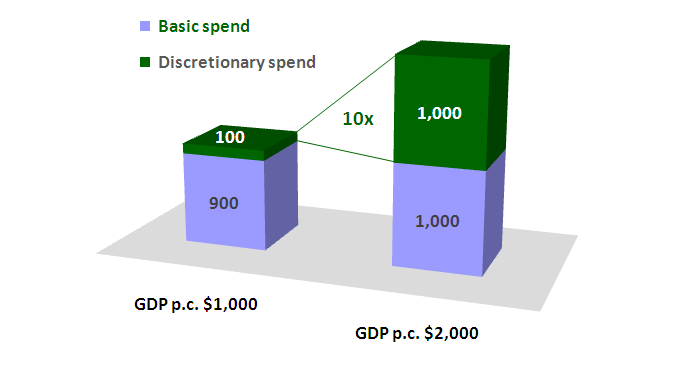 Basic spend
Discretionary spend
1,000
10x
100
900
1,000
GDP p.c. $1,000
GDP p.c. $2,000